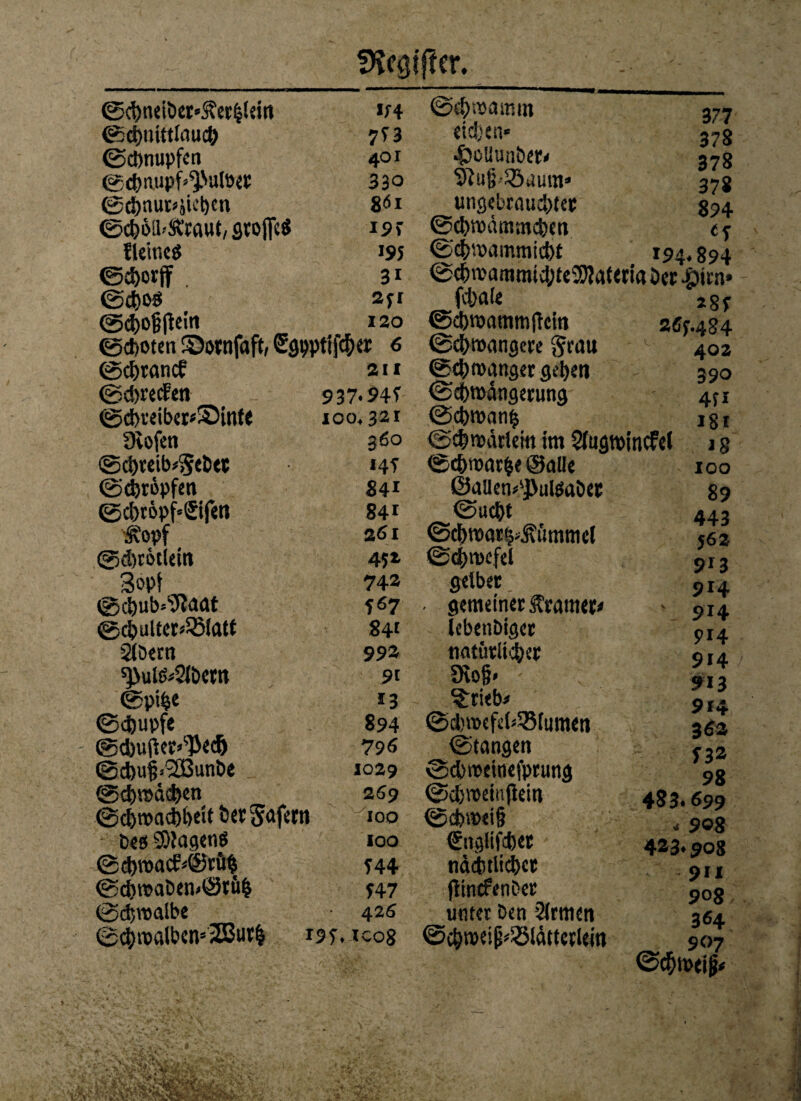 Regiſter.
Schneider-Kertzlein 154
Schnittlauch 753
Schnupfen 401
Schnupf-Pulver 330
Schnur-ziehen 861
Schöll-Kraut, groſſes 195
kleines 195
Schorff 31
Schos 251
Schoßſtein 120
Schoten Dornſaft, Egyptiſcher 6
Schranck 211
Schrecken 937. 945
Schreiber-Dinte 100. 321
Roſen 360
Schreib-Feder 145
Schröpfen 841
Schröpf-Eiſen 841
Kopf 261
Schrötlein 452
Zopf 742
Schub-Maat 567
Schulter-Blatt 841
Adern 992
Puls-Adern 91
Spitze 13
Schupfe 894
Schuſter-Pech 796
Schuß-Wunde 1029
Schwächen 269
Schwachheit der Faſern 100
des Magens 100
Schwack-Grütz 544
Schwaben-Grütz 547
Schwalbe 426
Schwalben-Wurtz 195. 1008
Schwamm 377
eichen- 378
Hollunder- 378
Nuß-Baum- 378
ungebrauchter 894
Schwämmchen 65
Schwammicht 194. 894
Schwammichte Materia der Hirn-
ſchale 285
Schwammſtein 265. 484
Schwangere Frau 402
Schwanger gehen 390
Schwängerung 451
Schwantz 181
Schwärlein im Augwinckel 18
Schwartze Galle 100
Gallen-Pulsader 89
Sucht 443
Schwartz-Kümmel 562
Schwefel 913
gelber 914
gemeiner Kramer- 914
lebendiger 914
natürlicher 914
Roß- 913
Trieb- 914
Schwefel-Blumen 362
Stangen 532
Schweineſprung 98
Schweinſtein 483. 699
Schweiß 908
Engliſcher 423. 908
nächtlicher 911
ſtinckender 908
unter den Armen 364
Schweiß-Blätterlein 907
Schweiß-